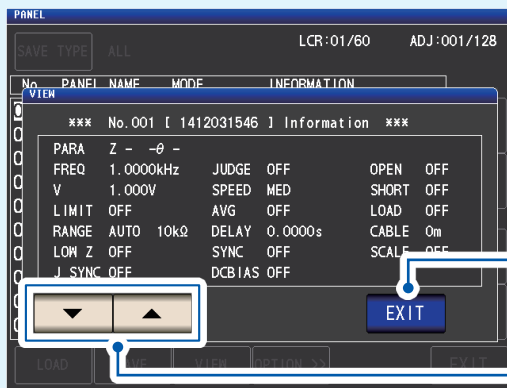 PANEL
SAVE TYPE ALL LCR:01/60 ADJ:001/128
No. PANEL NAME MODE INFORMATION
VIEW
*** No.001 [ 1412031546 ] Information ***
PARA Z - -θ -
FREQ 1.0000kHz JUDGE OFF OPEN OFF
V 1.000V SPEED MED SHORT OFF
LIMIT OFF AVG OFF LOAD OFF
RANGE AUTO 10kΩ DELAY 0.0000s CABLE 0m
LOW Z OFF SYNC OFF SCALE OFF
J SYNC OFF DCBIAS OFF
▼ ▲ EXIT
LOAD SAVE VIEW OPTION >> EXIT